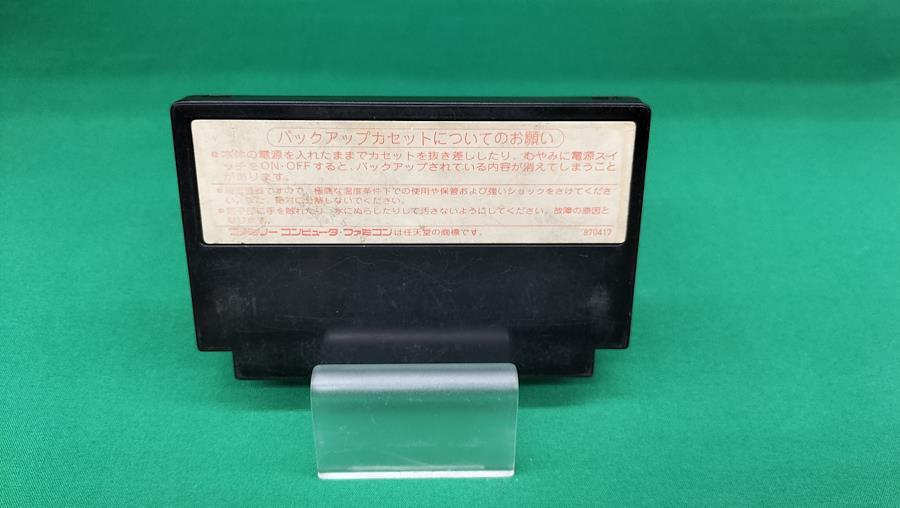 バックアップカセットについてのお願い
●本体の電源を入れたままでカセットを抜き差ししたり、むやみに電源スイ
ッチをON・OFFすると、バックアップされている内容が消えてしまうこと
があります。
●精密機器ですので、極端な温度条件下での使用や保管および強いショックをさけてくださ
い。また、絶対に分解しないでください。
●端子部に手を触れたり、水にぬらしたりして汚さないようにしてください。故障の原因と
なります。
ファミリーコンピュータ・ファミコンは任天堂の商標です。 870417